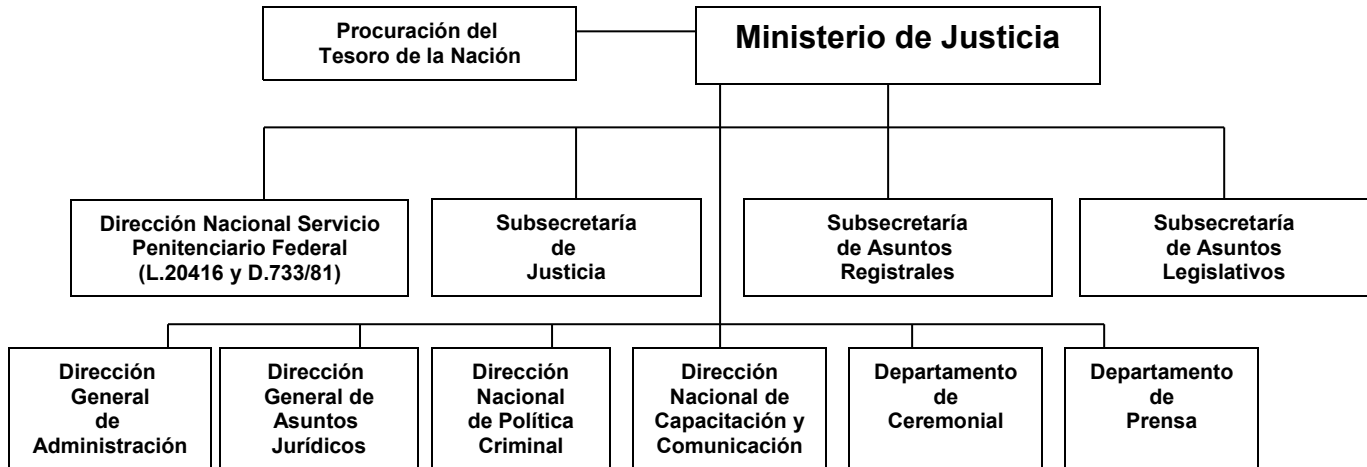 Procuración del
Tesoro de la Nación
Ministerio de Justicia
Dirección Nacional Servicio
Penitenciario Federal
(L.20416 y D.733/81)
Subsecretaría
de
Justicia
Subsecretaría
de Asuntos
Registrales
Subsecretaría
de Asuntos
Legislativos
Dirección
General
de
Administración
Dirección
General de
Asuntos
Jurídicos
Dirección
Nacional
de Política
Criminal
Dirección
Nacional de
Capacitación y
Comunicación
Departamento
de
Ceremonial
Departamento
de
Prensa